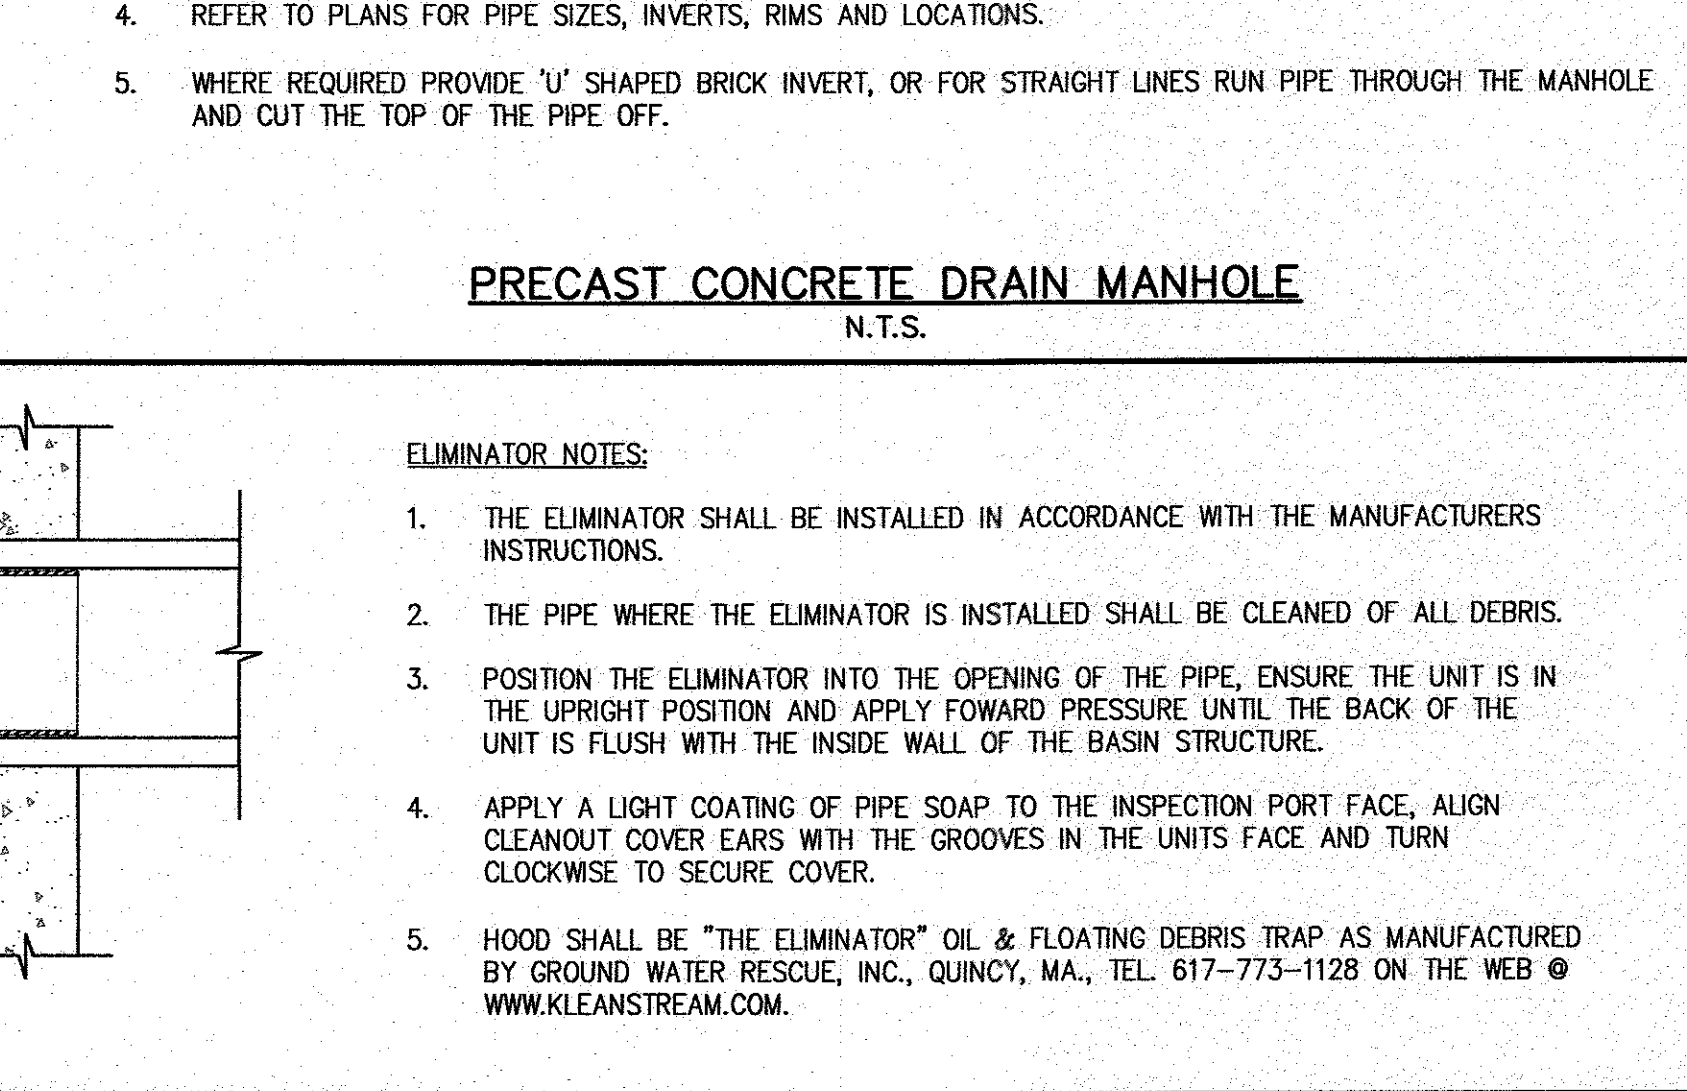 4. REFER TO PLANS FOR PIPE SIZES, INVERTS, RIMS AND LOCATIONS.
5. WHERE REQUIRED PROVIDE 'U' SHAPED BRICK INVERT, OR FOR STRAIGHT LINES RUN PIPE THROUGH THE MANHOLE
AND CUT THE TOP OF THE PIPE OFF.
PRECAST CONCRETE DRAIN MANHOLE
N.T.S.
ELIMINATOR NOTES:
1. THE ELIMINATOR SHALL BE INSTALLED IN ACCORDANCE WITH THE MANUFACTURERS
INSTRUCTIONS.
2. THE PIPE WHERE THE ELIMINATOR IS INSTALLED SHALL BE CLEANED OF ALL DEBRIS.
3. POSITION THE ELIMINATOR INTO THE OPENING OF THE PIPE, ENSURE THE UNIT IS IN
THE UPRIGHT POSITION AND APPLY FOWARD PRESSURE UNTIL THE BACK OF THE
UNIT IS FLUSH WITH THE INSIDE WALL OF THE BASIN STRUCTURE.
4. APPLY A LIGHT COATING OF PIPE SOAP TO THE INSPECTION PORT FACE, ALIGN
CLEANOUT COVER EARS WITH THE GROOVES IN THE UNITS FACE AND TURN
CLOCKWISE TO SECURE COVER.
5. HOOD SHALL BE "THE ELIMINATOR" OIL & FLOATING DEBRIS TRAP AS MANUFACTURED
BY GROUND WATER RESCUE, INC., QUINCY, MA., TEL. 617-773-1128 ON THE WEB @
WWW.KLEANSTREAM.COM.